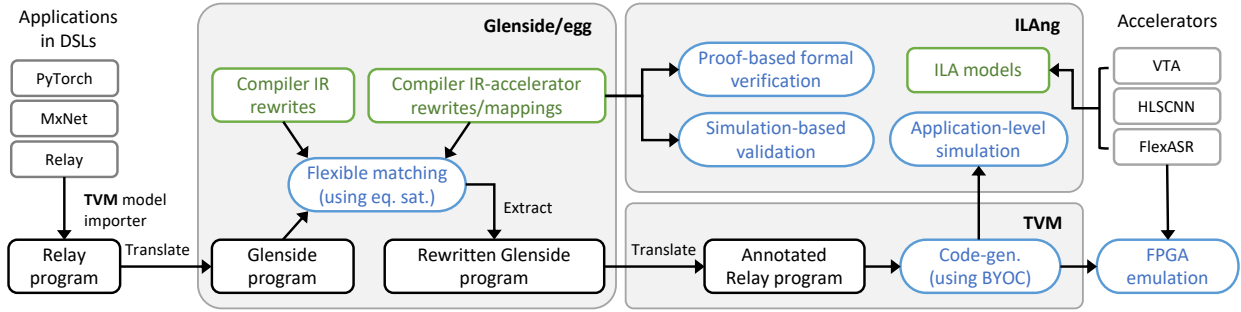 Applications
in DSLs
PyTorch
MxNet
Relay
TVM model
importer
Relay
program
Translate
Glenside/egg
Compiler IR
rewrites
Compiler IR-accelerator
rewrites/mappings
Flexible matching
(using eq. sat.)
Extract
Glenside
program
Rewritten Glenside
program
Translate
ILAng
Proof-based formal
verification
Simulation-based
validation
ILA models
Application-level
simulation
TVM
Annotated
Relay program
Code-gen.
(using BYOC)
Accelerators
VTA
HLSCNN
FlexASR
FPGA
emulation